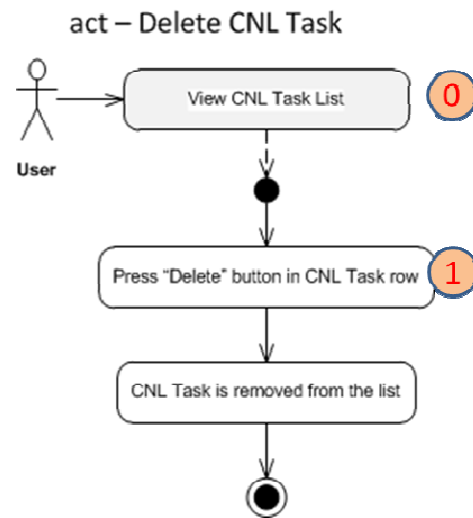 act – Delete CNL Task
View CNL Task List
0
User
Press “Delete” button in CNL Task row
1
CNL Task is removed from the list